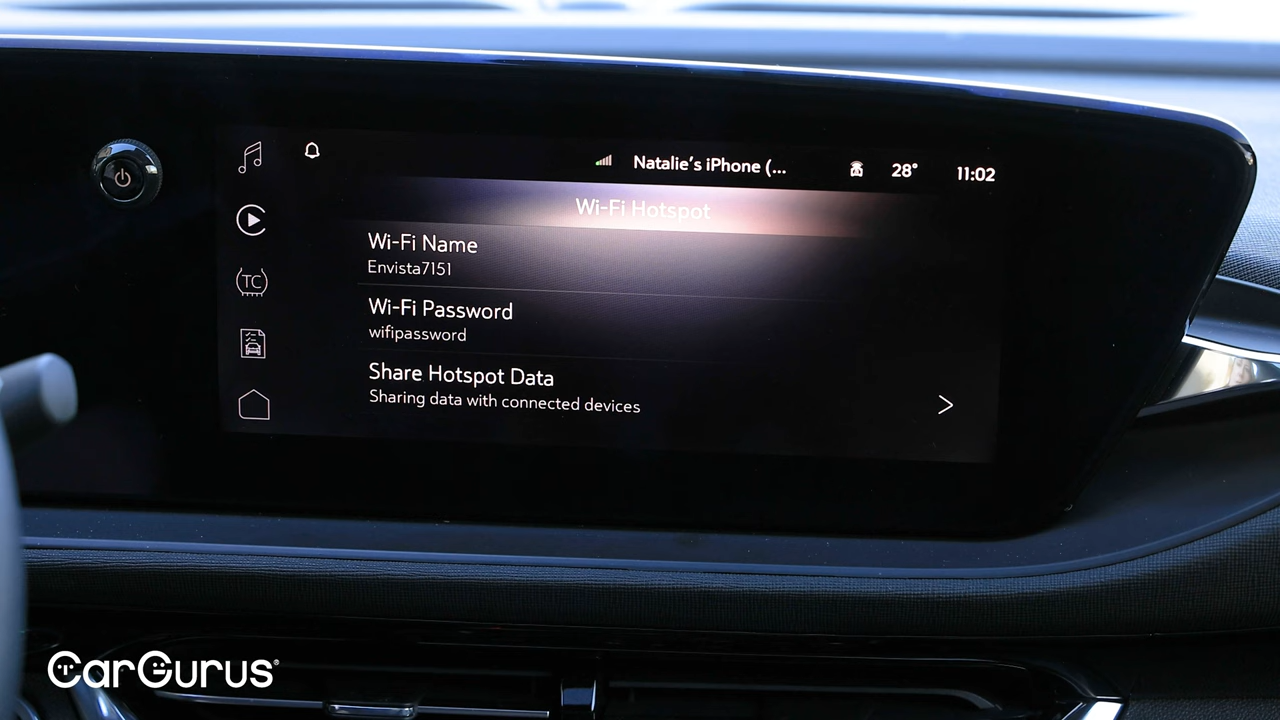 Natalie's iPhone (...
28°
11:02
Wi-Fi Hotspot
Wi-Fi Name
Envista7151
Wi-Fi Password
wifipassword
TC
Share Hotspot Data
Sharing data with connected devices
CarGurus®